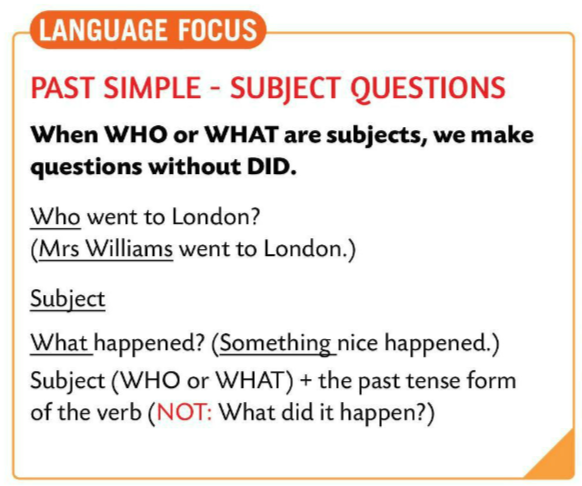 LANGUAGE FOCUS
PAST SIMPLE - SUBJECT QUESTIONS
When WHO or WHAT are subjects, we make
questions without DID.
Who went to London?
(Mrs Williams went to London.)
Subject
What happened? (Something nice happened.)
Subject (WHO or WHAT) + the past tense form
of the verb (NOT: What did it happen?)